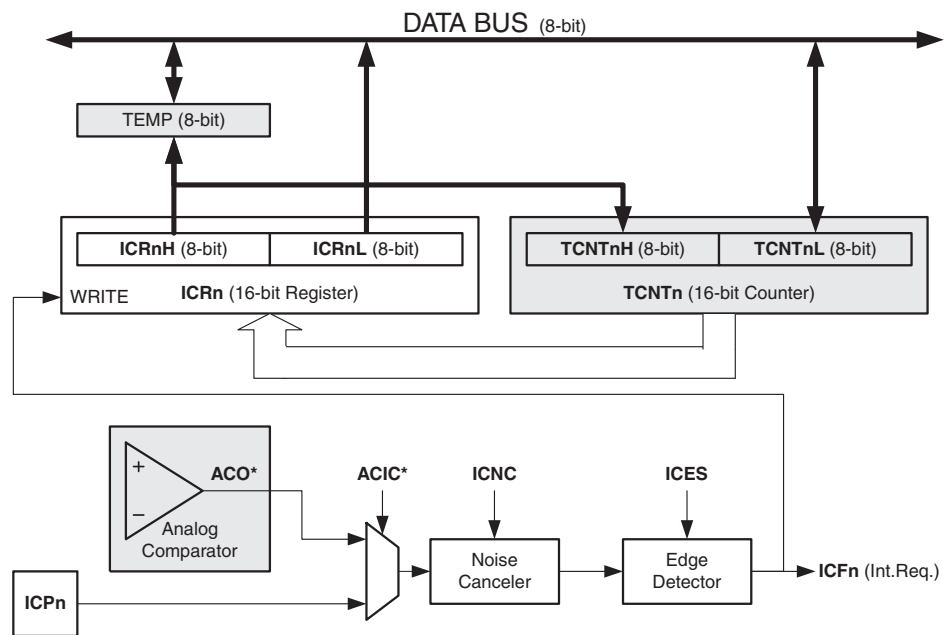 DATA BUS (8-bit)
TEMP (8-bit)
ICRnH (8-bit)
ICRnL (8-bit)
TCNTnH (8-bit)
TCNTnL (8-bit)
WRITE
ICRn (16-bit Register)
TCNTn (16-bit Counter)
+
−
ACO*
Analog
Comparator
ACIC*
ICNC
ICES
Noise
Canceler
Edge
Detector
ICFn (Int.Req.)
ICPn